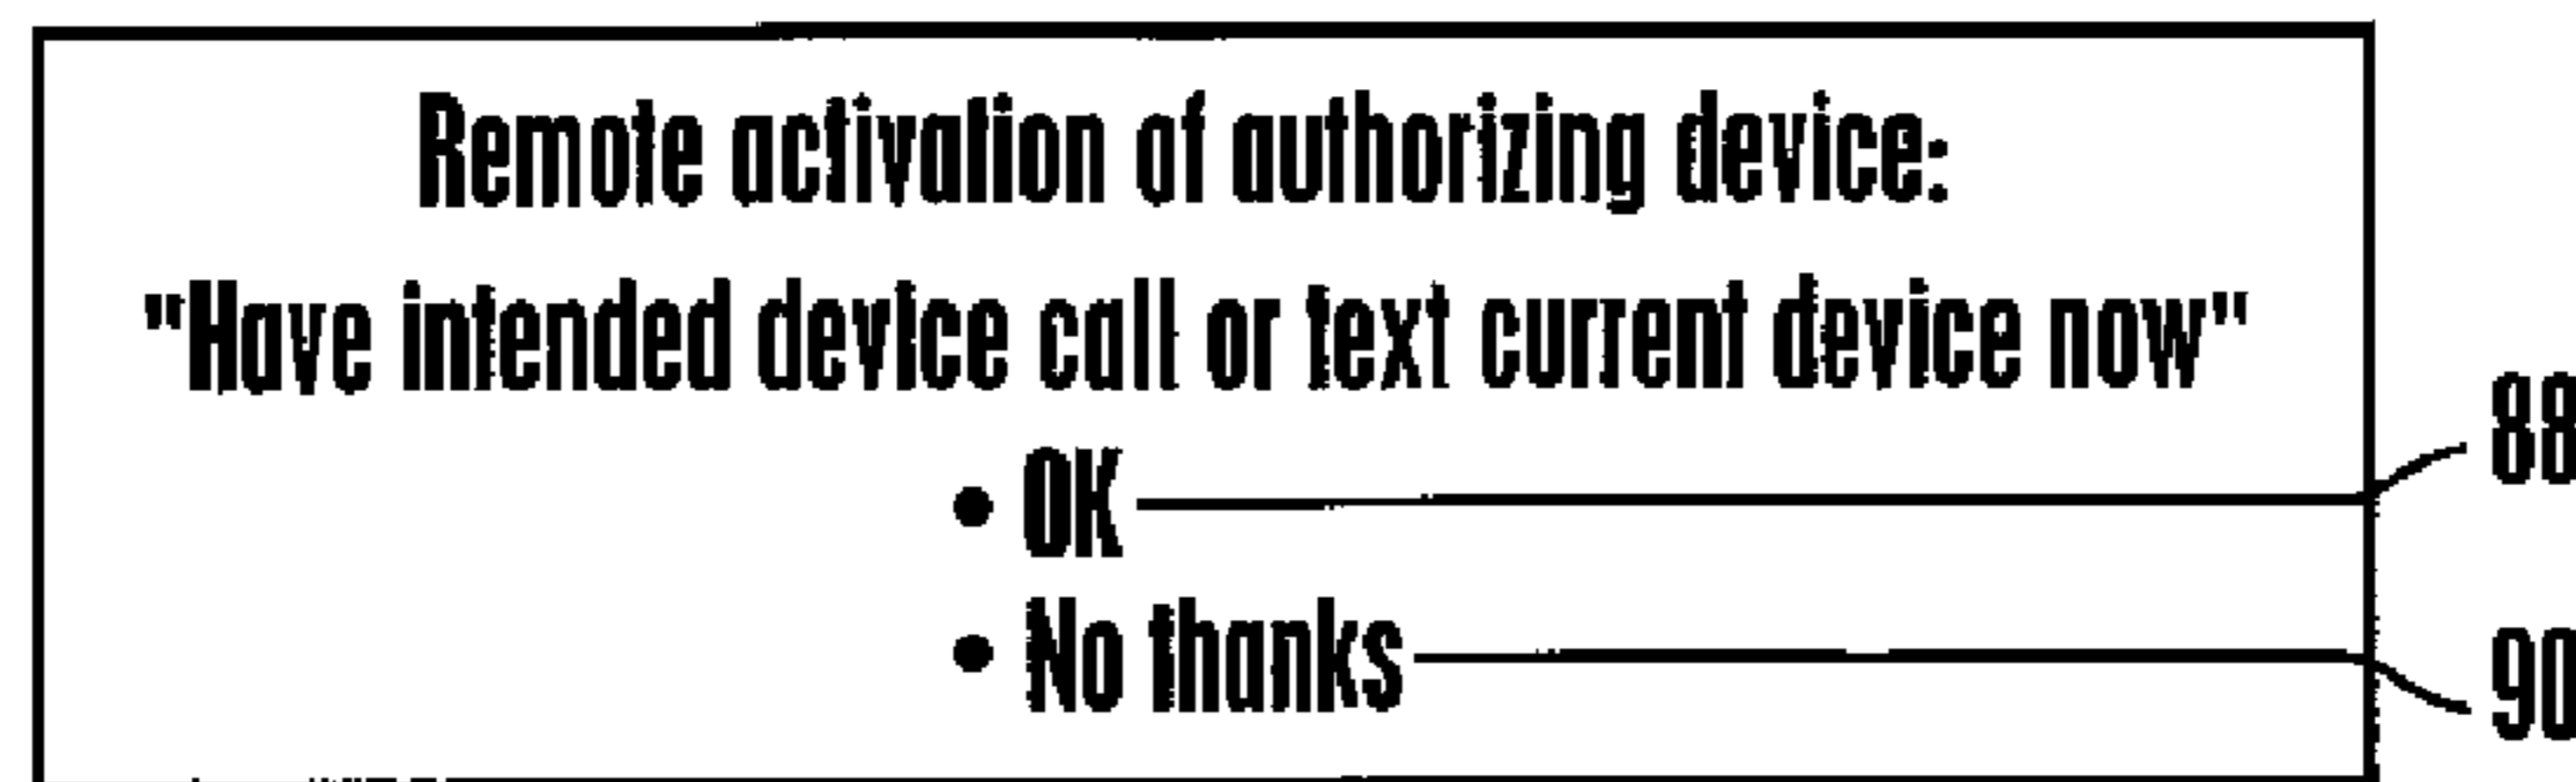 Remote activation of authorizing device:
"Have intended device call or text current device now"
• OK 88
• No thanks 90